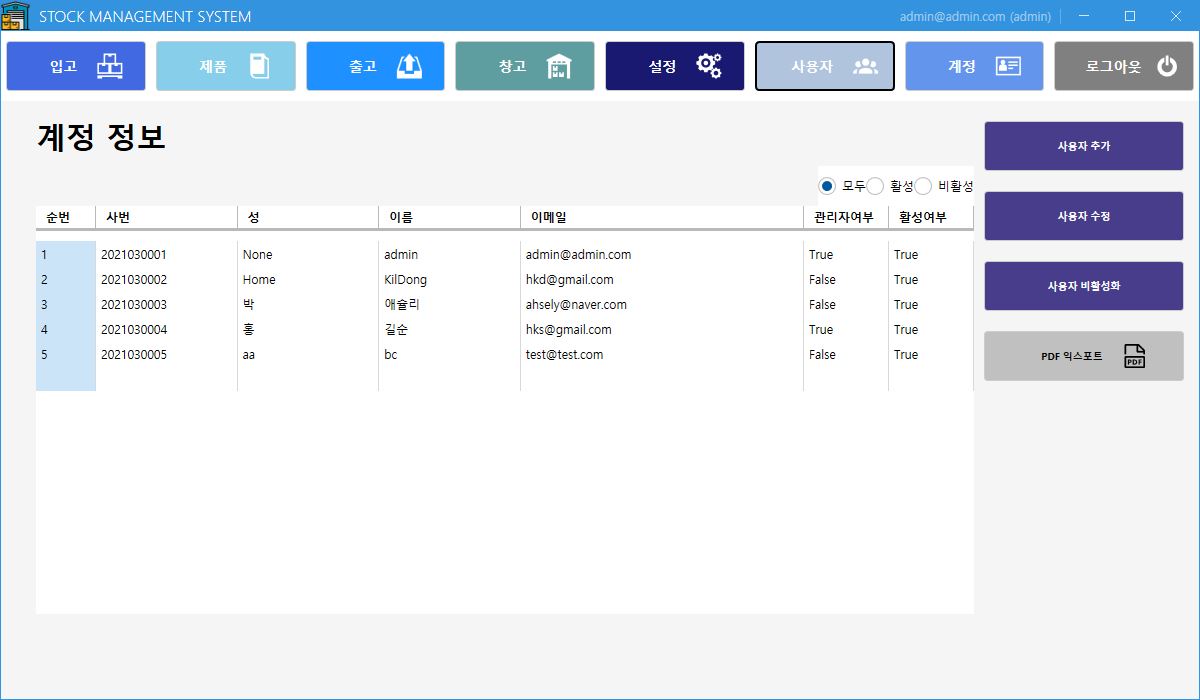 STOCK MANAGEMENT SYSTEM admin@admin.com (admin)
입고 제품 출고 창고 설정 사용자 계정 로그아웃
계정 정보
사용자 추가
모두 활성 비활성
사용자 수정
순번 사번 성 이름 이메일 관리자여부 활성여부
1 2021030001 None admin admin@admin.com True True
2 2021030002 Home KilDong hkd@gmail.com False True
사용자 비활성화
3 2021030003 박 애슐리 ahsely@naver.com False True
4 2021030004 홍 길순 hks@gmail.com True True
5 2021030005 aa bc test@test.com False True
PDF 익스포트 PDF